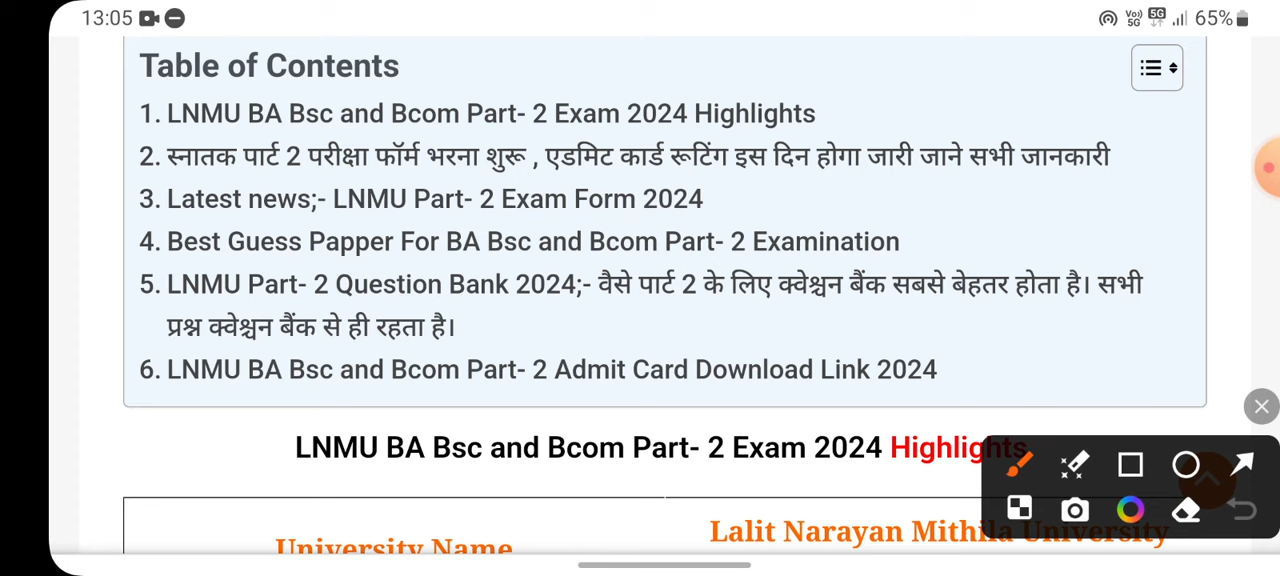 13:05 Vo) 5G 5G 65%
Table of Contents
1. LNMU BA Bsc and Bcom Part- 2 Exam 2024 Highlights
2. स्नातक पार्ट 2 परीक्षा फॉर्म भरना शुरू , एडमिट कार्ड रूटिंग इस दिन होगा जारी जाने सभी जानकारी
3. Latest news;- LNMU Part- 2 Exam Form 2024
4. Best Guess Papper For BA Bsc and Bcom Part- 2 Examination
5. LNMU Part- 2 Question Bank 2024;- वैसे पार्ट 2 के लिए क्वेश्चन बैंक सबसे बेहतर होता है। सभी
प्रश्न क्वेश्चन बैंक से ही रहता है।
6. LNMU BA Bsc and Bcom Part- 2 Admit Card Download Link 2024
LNMU BA Bsc and Bcom Part- 2 Exam 2024 Highlights
University Name
Lalit Narayan Mithila University